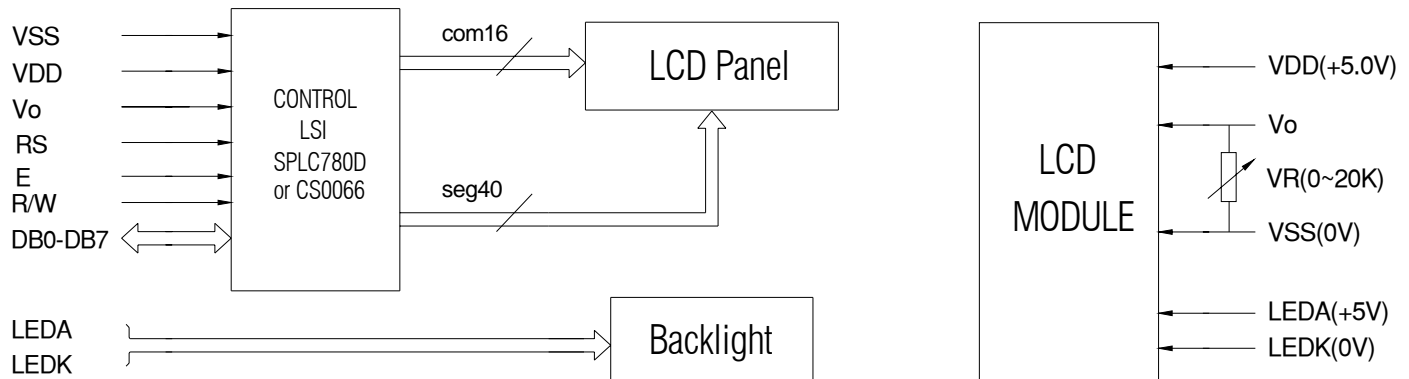 VSS
VDD
Vo
RS
E
R/W
DB0-DB7
LEDA
LEDK
CONTROL
LSI
SPLC780D
or CS0066
com16
seg40
LCD Panel
Backlight
LCD
MODULE
VDD(+5.0V)
Vo
VR(0~20K)
VSS(0V)
LEDA(+5V)
LEDK(0V)